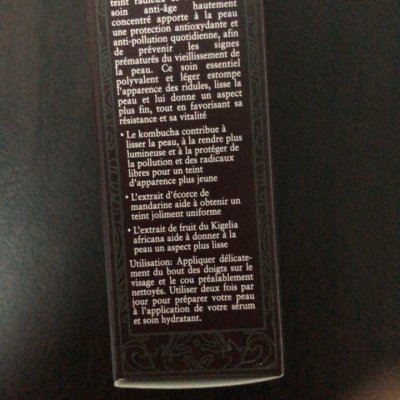 teint radieux
soin anti-âge hautement
concentré apporte à la peau
une protection antioxydante et
anti-pollution quotidienne, afin
de prévenir les signes
prématurés du vieillissement de
la peau. Ce soin essentiel
polyvalent et léger estompe
l'apparence des ridules, lisse la
peau et lui donne un aspect
plus fin, tout en favorisant sa
résistance et sa vitalité
• Le kombucha contribue à
lisser la peau, à la rendre plus
lumineuse et à la protéger de
la pollution et des radicaux
libres pour un teint
d'apparence plus jeune
• L'extrait d'écorce de
mandarine aide à obtenir un
teint joliment uniforme
• L'extrait de fruit du Kigelia
africana aide à donner à la
peau un aspect plus lisse
Utilisation: Appliquer délicate-
ment du bout des doigts sur le
visage et le cou préalablement
nettoyés. Utiliser deux fois par
jour pour préparer votre peau
à l'application de votre sérum
et soin hydratant.